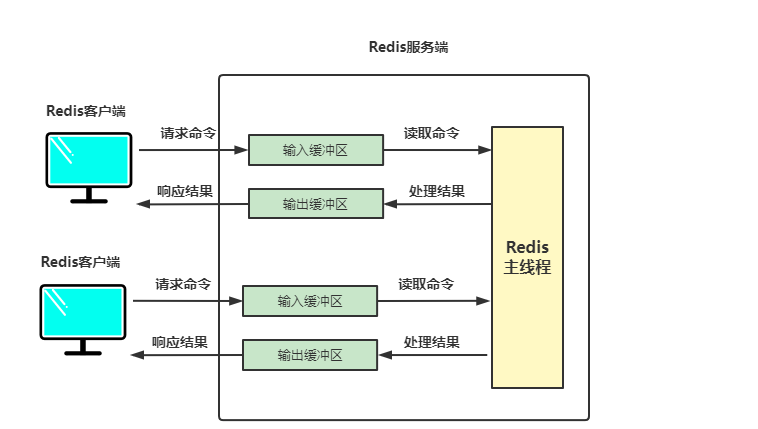 Redis服务端
Redis客户端
请求命令
输入缓冲区
读取命令
响应结果
输出缓冲区
处理结果
Redis
主线程
Redis客户端
请求命令
输入缓冲区
读取命令
响应结果
输出缓冲区
处理结果